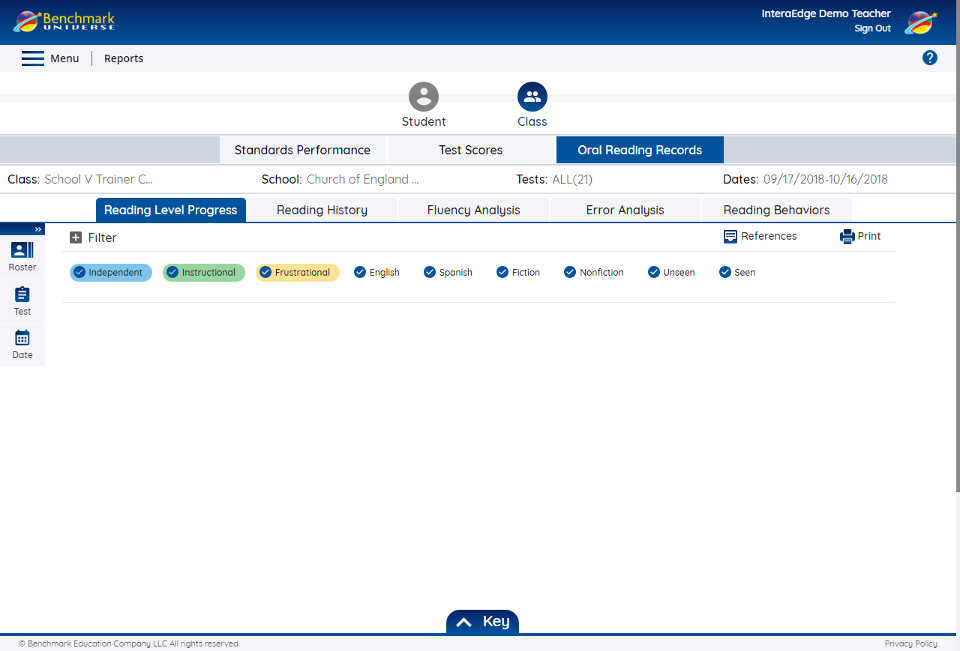 Benchmark
UNIVERSE
InteraEdge Demo Teacher
Sign Out
Menu
Reports
?
Student
Class
Standards Performance
Test Scores
Oral Reading Records
Class: School V Trainer C...
School: Church of England ...
Tests: ALL(21)
Dates: 09/17/2018-10/16/2018
Reading Level Progress
Reading History
Fluency Analysis
Error Analysis
Reading Behaviors
»
Roster
Test
Date
Filter
References
Print
Independent
Instructional
Frustrational
English
Spanish
Fiction
Nonfiction
Unseen
Seen
Key
© Benchmark Education Company LLC All rights reserved.
Privacy Policy